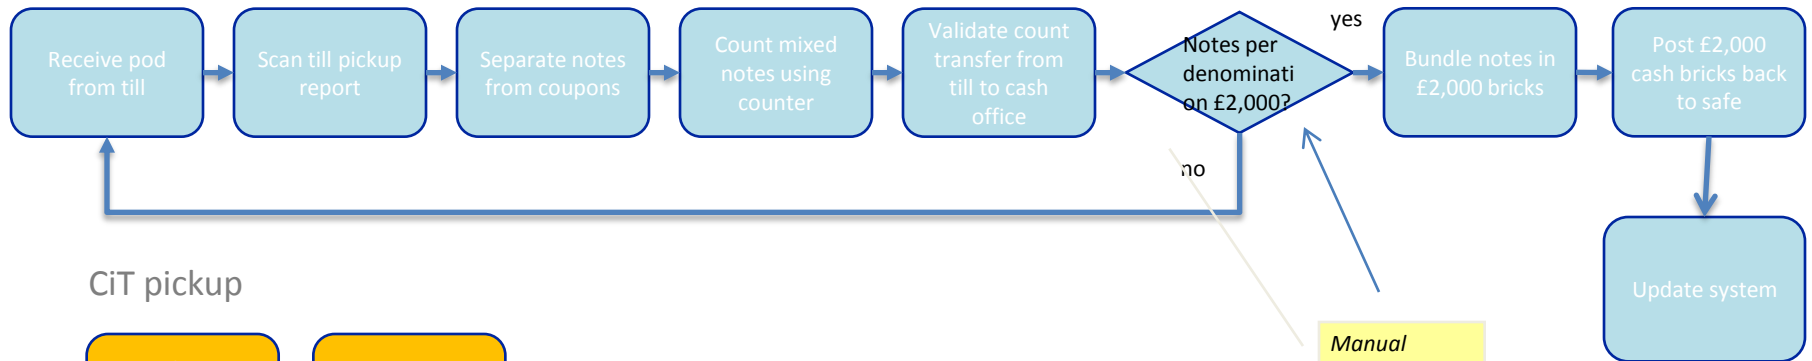 Receive pod
from till
Scan till pickup
report
Separate notes
from coupons
Count mixed
notes using
counter
Validate count
transfer from
till to cash
office
Notes per
denominati
on £2,000?
yes
no
Bundle notes in
£2,000 bricks
Post £2,000
cash bricks back
to safe
Update system
CiT pickup
Manual